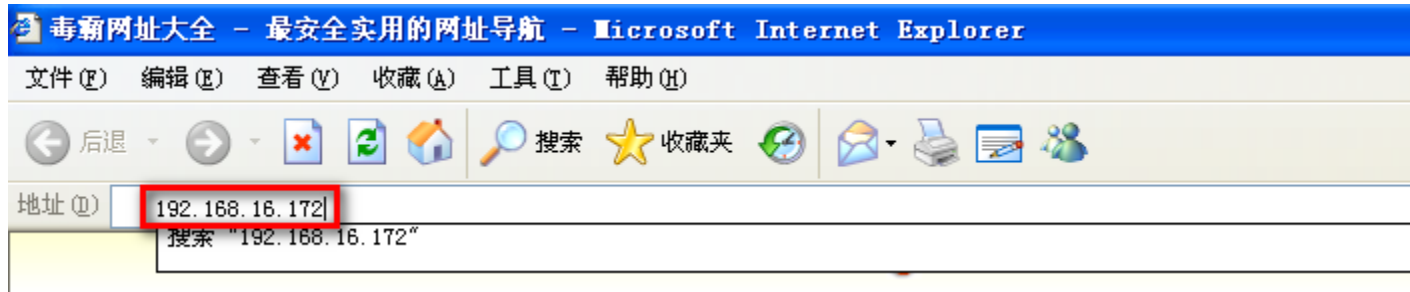 毒霸网址大全 - 最安全实用的网址导航 - Microsoft Internet Explorer
文件(F) 编辑(E) 查看(V) 收藏(A) 工具(T) 帮助(H)
后退 搜索 收藏夹
地址(D) 192.168.16.172
搜索 "192.168.16.172"